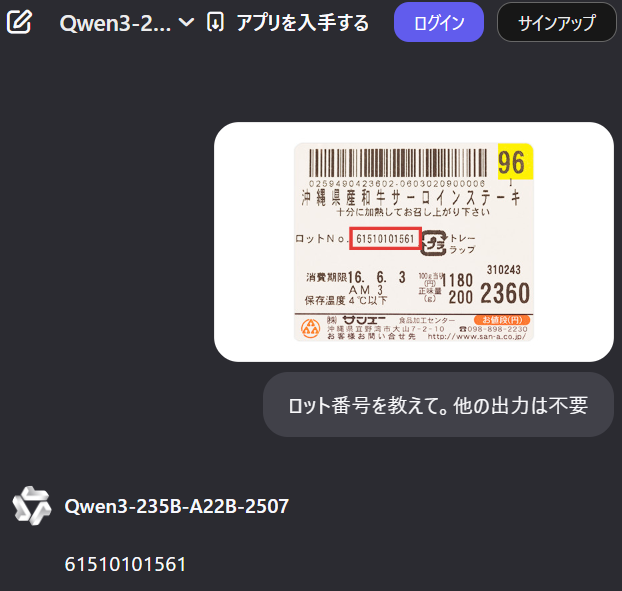 Qwen3-2... アプリを入手する ログイン サインアップ
96
0259490423602-0603020900006 1
沖縄県産和牛サーロインステーキ
十分に加熱してお召し上がり下さい
ロットNo. 61510101561 プラ トレー
ラップ
消費期限16. 6. 3 100g当り(円) 1180 310243
AM 3 正味量(g) 200 2360
保存温度4℃以下
㈱サンエー 食品加工センター お値段(円)
沖縄県宜野湾市大山7-2-10 ☎098-898-2230
お客様お問い合せ先 http://www.san-a.co.jp/
ロット番号を教えて。他の出力は不要
Qwen3-235B-A22B-2507
61510101561